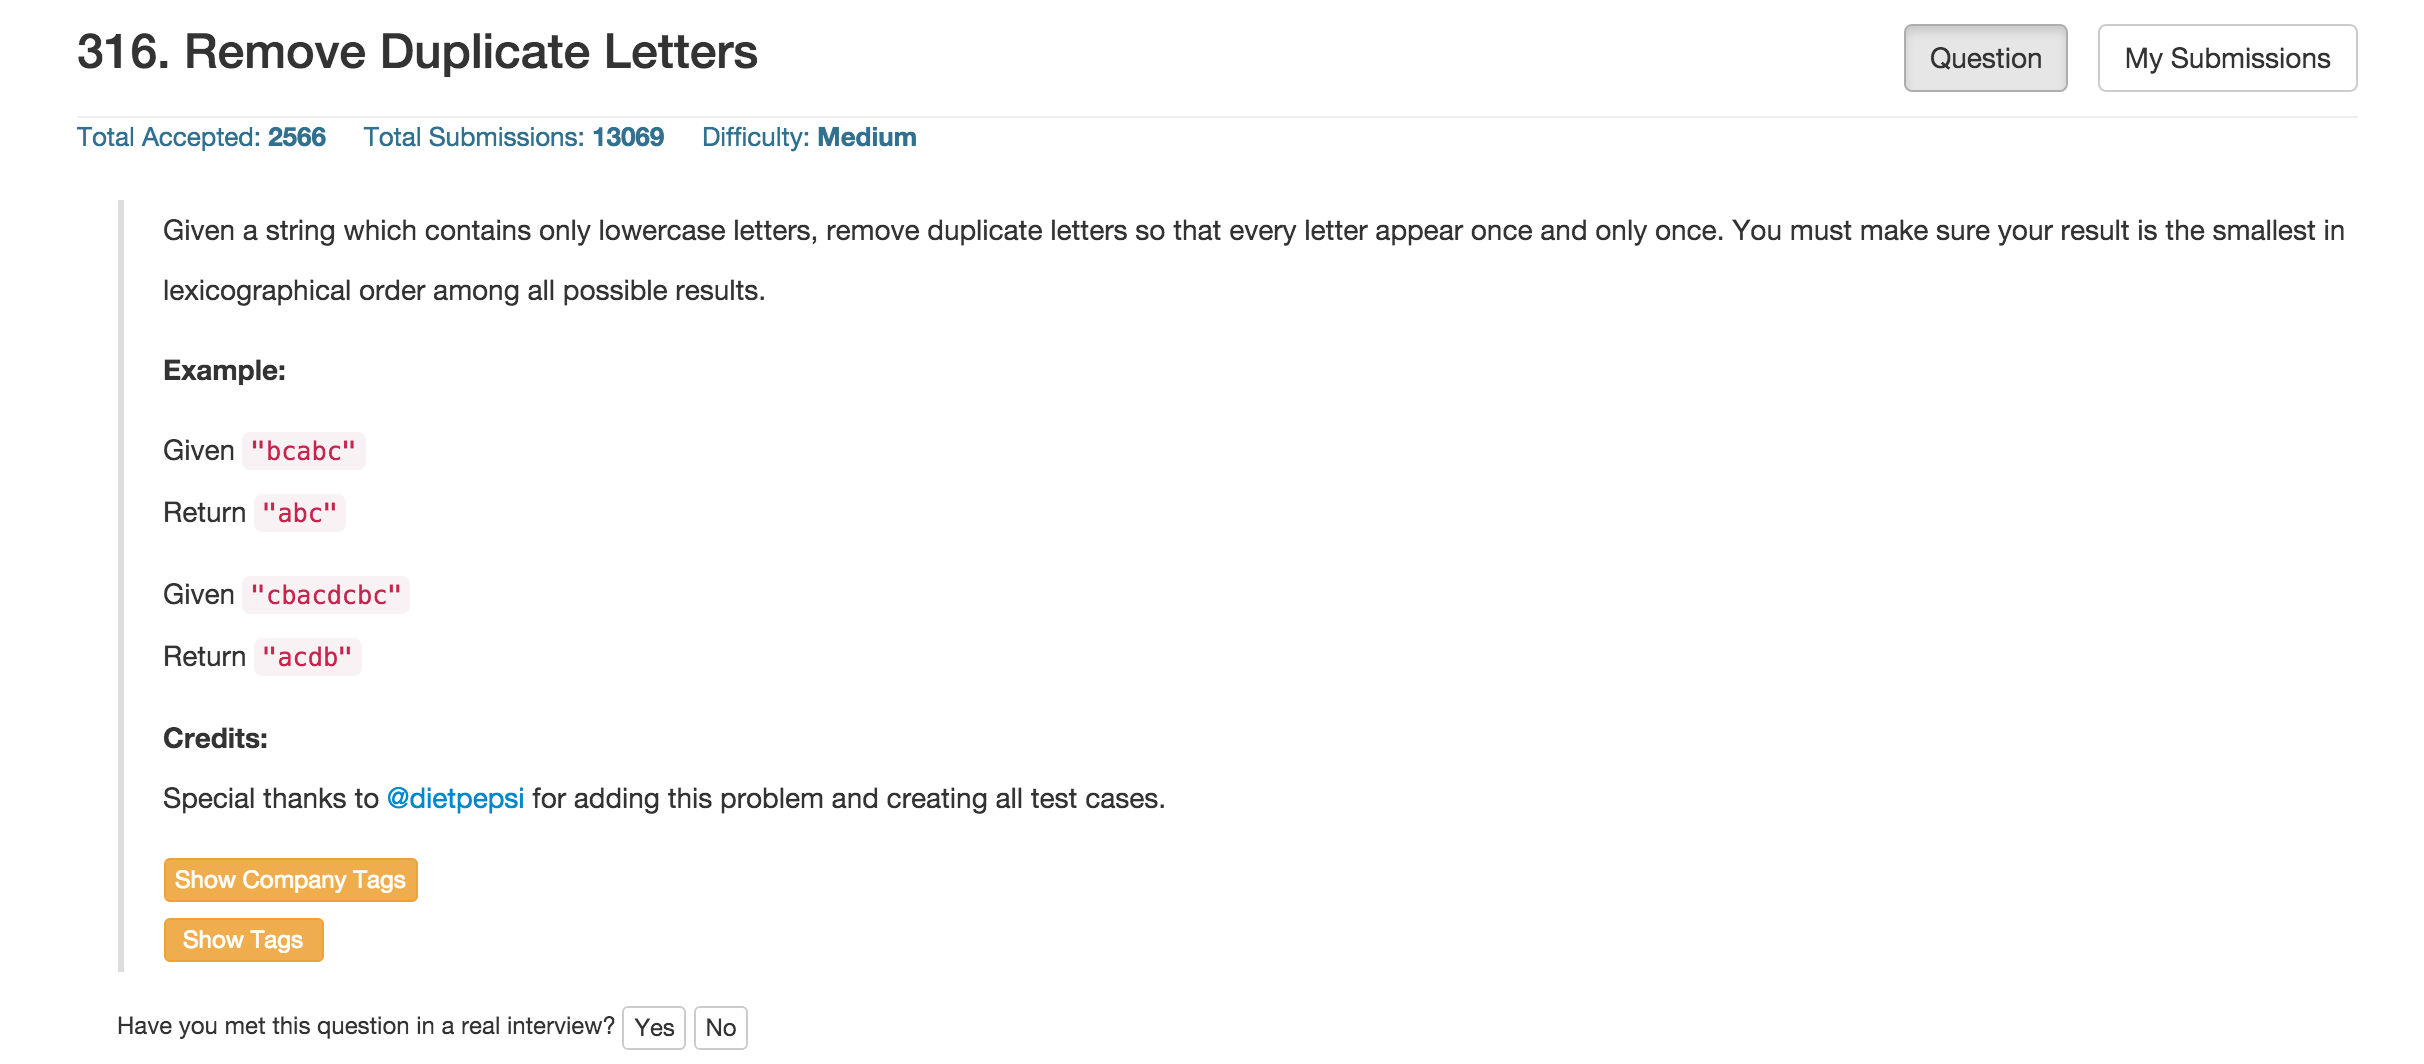 316. Remove Duplicate Letters
Question
My Submissions
Total Accepted: 2566 Total Submissions: 13069 Difficulty: Medium
Given a string which contains only lowercase letters, remove duplicate letters so that every letter appear once and only once. You must make sure your result is the smallest in
lexicographical order among all possible results.
Example:
Given "bcabc"
Return "abc"
Given "cbacdcbc"
Return "acdb"
Credits:
Special thanks to @dietpepsi for adding this problem and creating all test cases.
Show Company Tags
Show Tags
Have you met this question in a real interview? Yes No